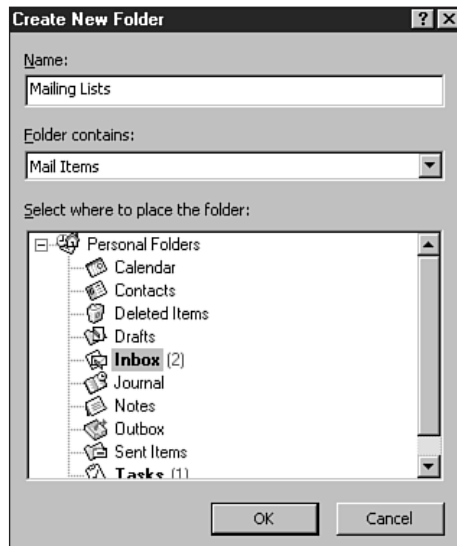 Create New Folder
Name:
Mailing Lists
Folder contains:
Mail Items
Select where to place the folder:
Personal Folders
Calendar
Contacts
Deleted Items
Drafts
Inbox (2)
Journal
Notes
Outbox
Sent Items
Tasks (1)
OK Cancel